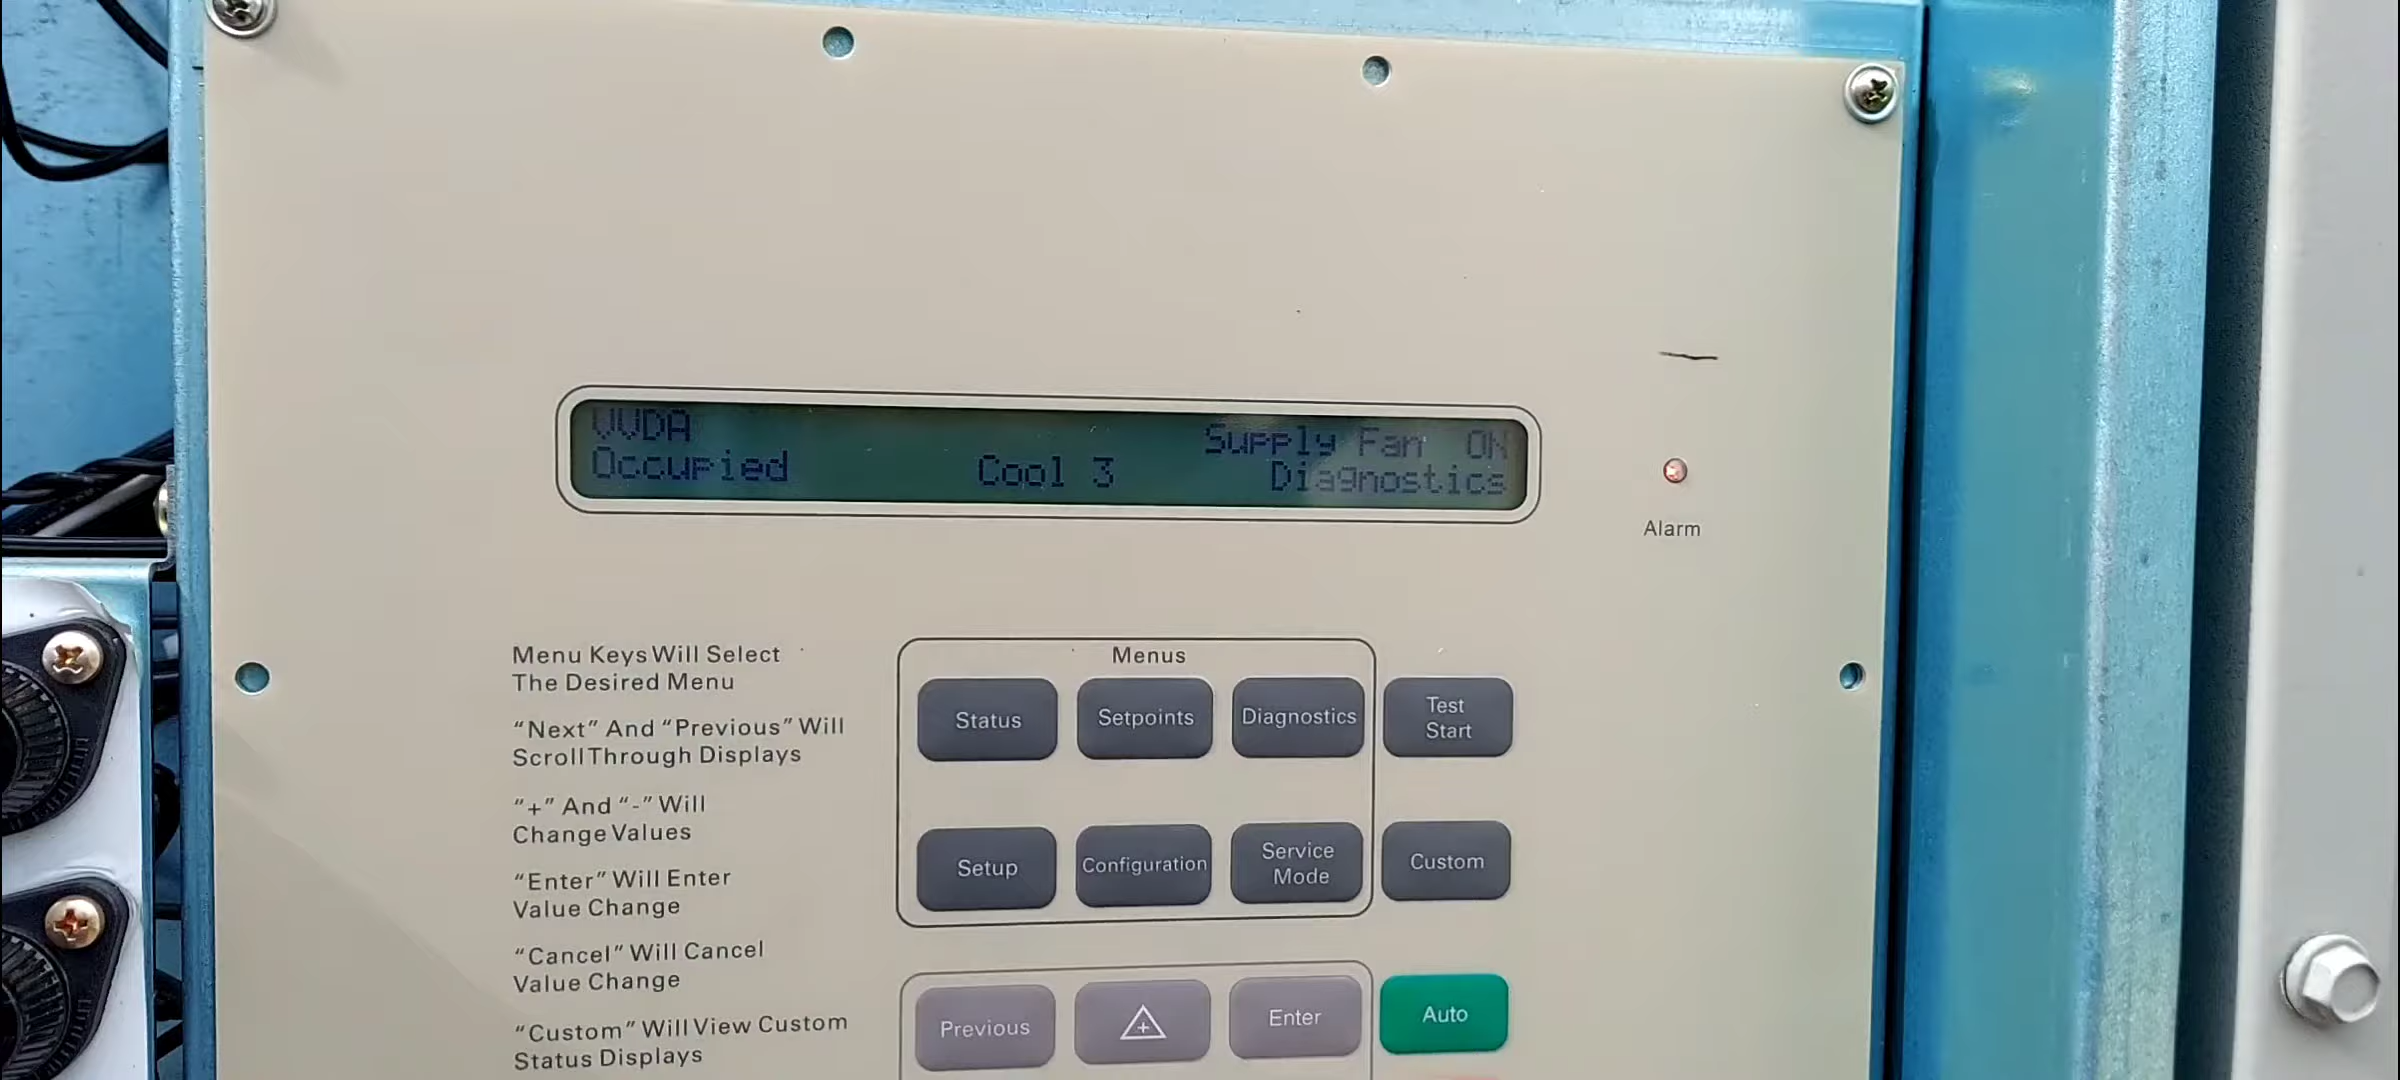 VVDA Supply Fan ON
Occupied Cool 3 Diagnostics
Alarm
Menu Keys Will Select
The Desired Menu
"Next" And "Previous" Will
Scroll Through Displays
"+" And "-" Will
Change Values
"Enter" Will Enter
Value Change
"Cancel" Will Cancel
Value Change
"Custom" Will View Custom
Status Displays
Menus
Status
Setpoints
Diagnostics
Test
Start
Setup
Configuration
Service
Mode
Custom
Previous
+
Enter
Auto